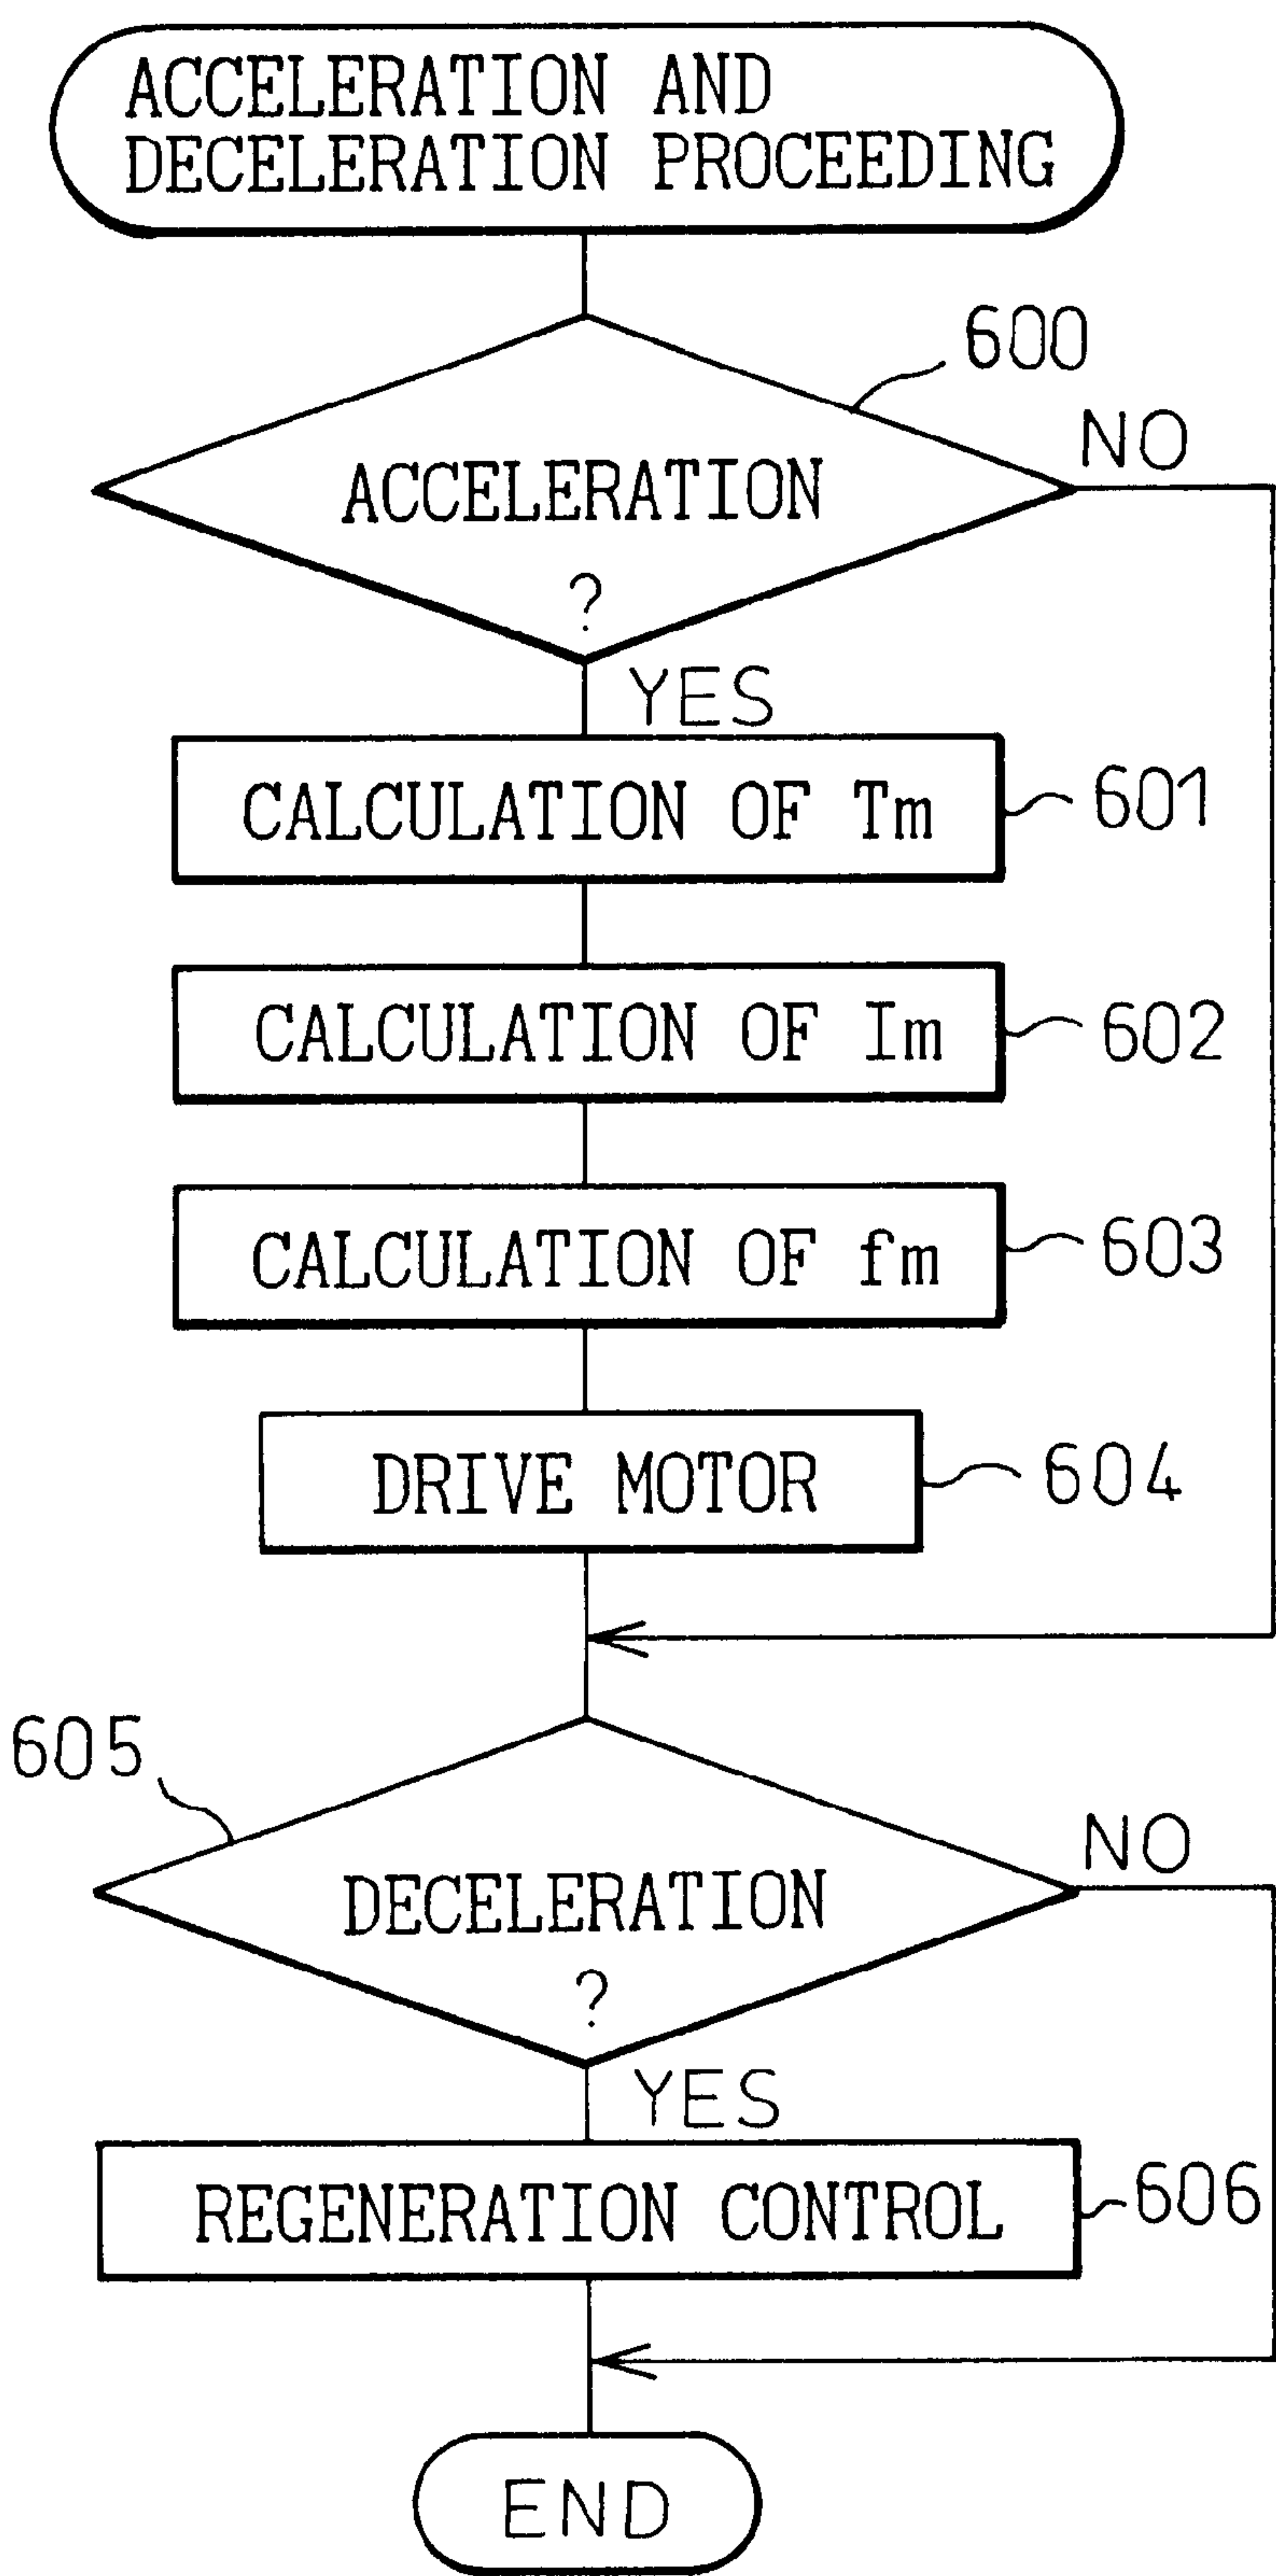 ACCELERATION AND
DECELERATION PROCEEDING
600
NO
ACCELERATION
?
YES
CALCULATION OF Tm
601
CALCULATION OF Im
602
CALCULATION OF fm
603
DRIVE MOTOR
604
605
NO
DECELERATION
?
YES
REGENERATION CONTROL
606
END